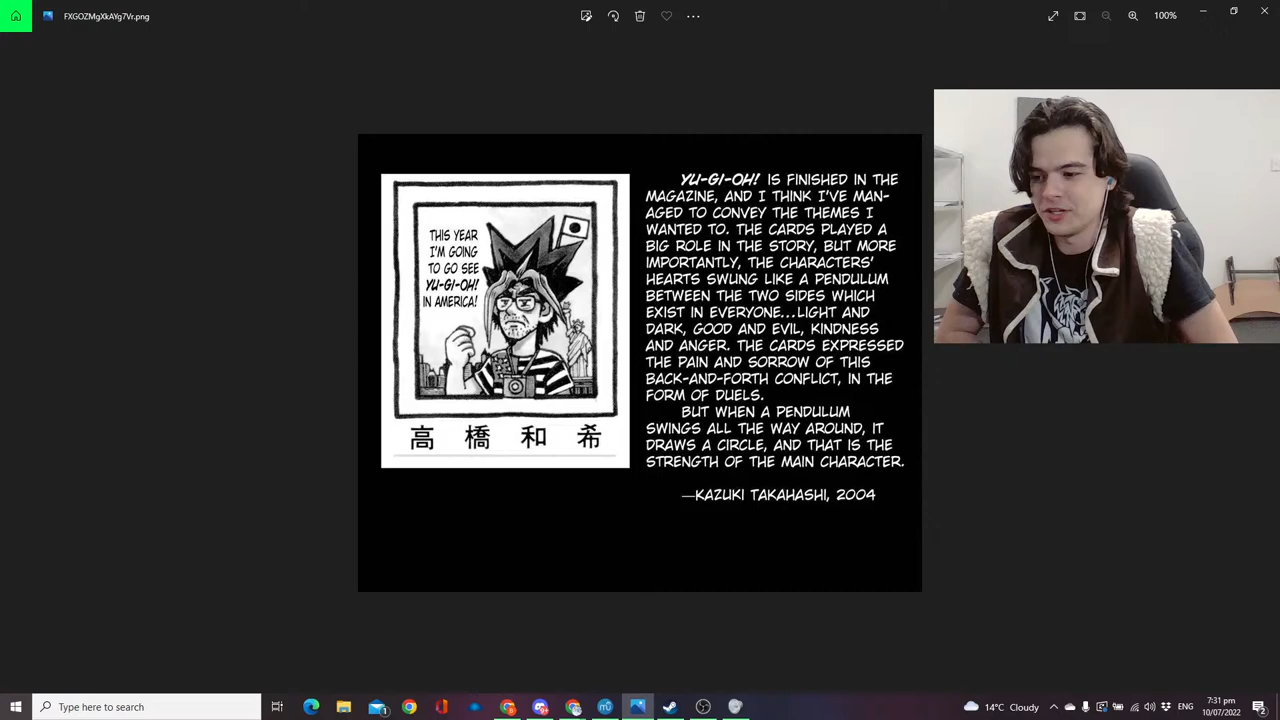 FXGOZMgXkAYg7Vr.png
100%
THIS YEAR
I'M GOING
TO GO SEE
YU-GI-OH!
IN AMERICA!
高橋和希
YU-GI-OH! IS FINISHED IN THE
MAGAZINE, AND I THINK I'VE MAN-
AGED TO CONVEY THE THEMES I
WANTED TO. THE CARDS PLAYED A
BIG ROLE IN THE STORY, BUT MORE
IMPORTANTLY, THE CHARACTERS'
HEARTS SWUNG LIKE A PENDULUM
BETWEEN THE TWO SIDES WHICH
EXIST IN EVERYONE...LIGHT AND
DARK, GOOD AND EVIL, KINDNESS
AND ANGER. THE CARDS EXPRESSED
THE PAIN AND SORROW OF THIS
BACK-AND-FORTH CONFLICT, IN THE
FORM OF DUELS.
BUT WHEN A PENDULUM
SWINGS ALL THE WAY AROUND, IT
DRAWS A CIRCLE, AND THAT IS THE
STRENGTH OF THE MAIN CHARACTER.
—KAZUKI TAKAHASHI, 2004
Type here to search
14°C Cloudy
ENG
7:31 pm
10/07/2022